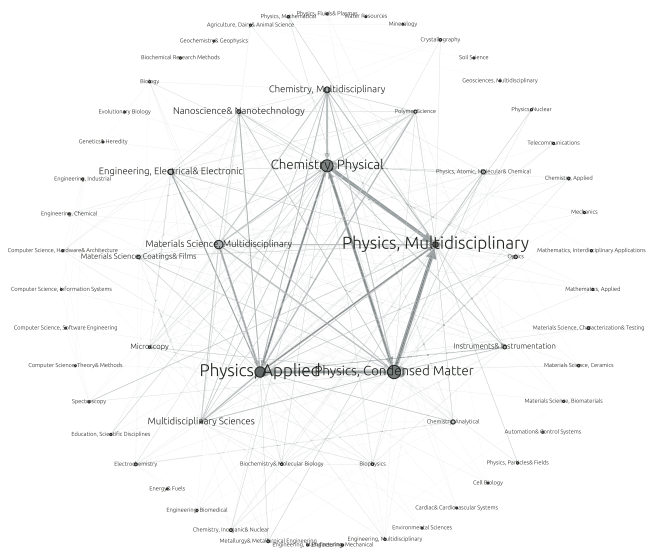 Physics, Mathematical
Physics, Fluids& Plasmas
Water Resources
Agriculture, Dairy& Animal Science
Mineralogy
Geochemistry& Geophysics
Crystallography
Biochemical Research Methods
Soil Science
Biology
Chemistry, Multidisciplinary
Geosciences, Multidisciplinary
Evolutionary Biology
Nanoscience& Nanotechnology
Polymer Science
Physics, Nuclear
Genetics& Heredity
Telecommunications
Engineering, Industrial
Engineering, Electrical& Electronic
Chemistry, Physical
Physics, Atomic, Molecular& Chemical
Chemistry, Applied
Engineering, Chemical
Mechanics
Computer Science, Hardware& Architecture
Materials Science, Multidisciplinary
Physics, Multidisciplinary
Mathematics, Interdisciplinary Applications
Materials Science, Coatings& Films
Optics
Computer Science, Information Systems
Mathematics, Applied
Computer Science, Software Engineering
Materials Science, Characterization& Testing
Microscopy
Instruments& Instrumentation
Computer Science, Theory& Methods
Physics, Applied
Physics, Condensed Matter
Materials Science, Ceramics
Spectroscopy
Materials Science, Biomaterials
Multidisciplinary Sciences
Chemistry, Analytical
Education, Scientific Disciplines
Automation& Control Systems
Electrochemistry
Biochemistry& Molecular Biology
Biophysics
Physics, Particles& Fields
Energy& Fuels
Cell Biology
Engineering, Biomedical
Cardiac& Cardiovascular Systems
Chemistry, Inorganic& Nuclear
Environmental Sciences
Metallurgy& Metallurgical Engineering
Engineering, Mechanical
Engineering, Multidisciplinary